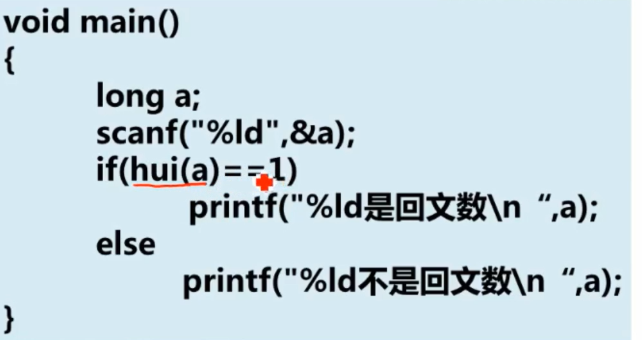 void main()
{
long a;
scanf("%ld",&a);
if(hui(a)==1)
printf("%ld是回文数\n “,a);
else
printf("%ld不是回文数\n “,a);
}